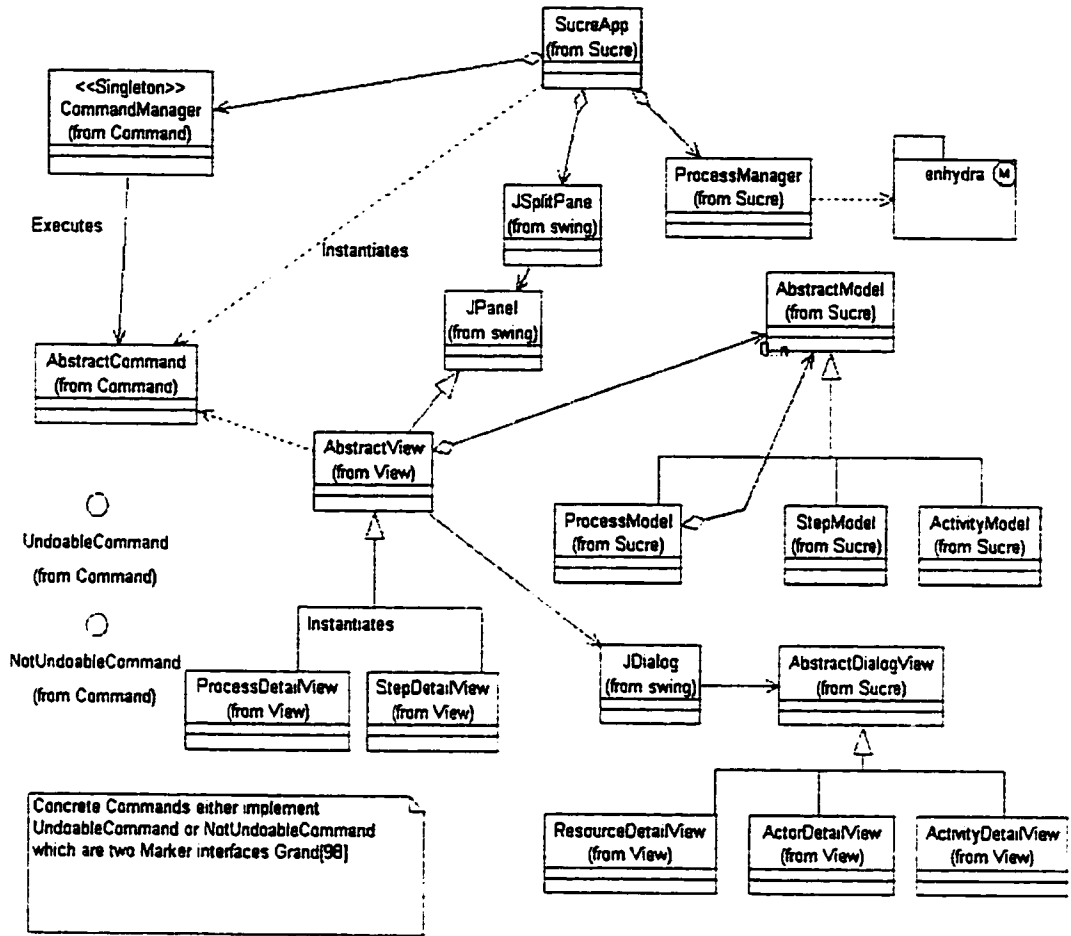 SucreApp
(from Sucre)
<<Singleton>>
CommandManager
(from Command)
ProcessManager
(from Sucre)
enhydra M
JSplitPane
(from swing)
Executes
Instantiates
JPanel
(from swing)
AbstractModel
(from Sucre)
0..n
AbstractCommand
(from Command)
AbstractView
(from View)
ProcessModel
(from Sucre)
StepModel
(from Sucre)
ActivityModel
(from Sucre)
UndoableCommand
(from Command)
Instantiates
NotUndoableCommand
(from Command)
ProcessDetailView
(from View)
StepDetailView
(from View)
JDialog
(from swing)
AbstractDialogView
(from Sucre)
Concrete Commands either implement
UndoableCommand or NotUndoableCommand
which are two Marker interfaces Grand[98]
ResourceDetailView
(from View)
ActorDetailView
(from View)
ActivityDetailView
(from View)